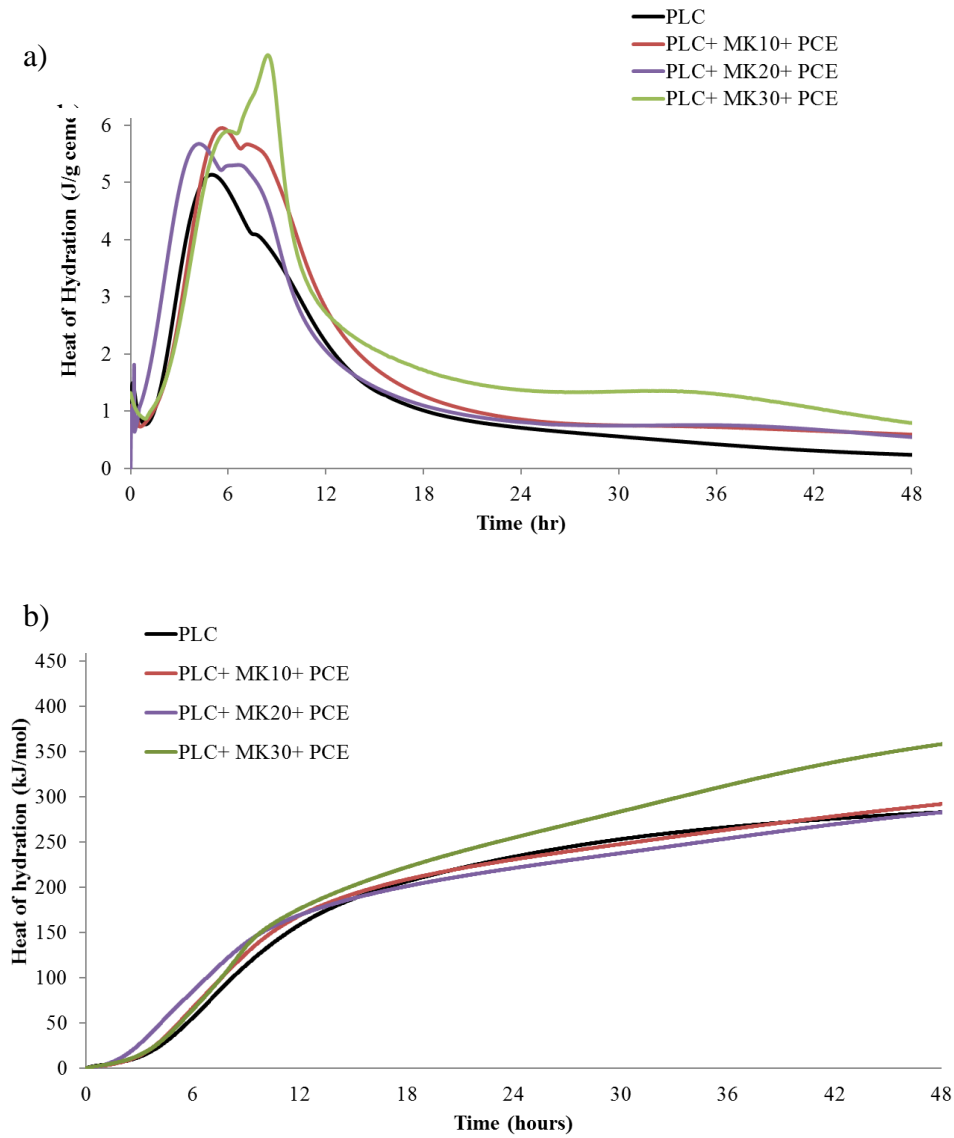 a)
PLC
PLC+ MK10+ PCE
PLC+ MK20+ PCE
PLC+ MK30+ PCE
Heat of Hydration (J/g
6
5
4
3
2
1
0
0 6 12 18 24 30 36 42 48
Time (hr)
b)
PLC
PLC+ MK10+ PCE
PLC+ MK20+ PCE
PLC+ MK30+ PCE
Heat of hydration (kJ/mol)
450
400
350
300
250
200
150
100
50
0
0 6 12 18 24 30 36 42 48
Time (hours)